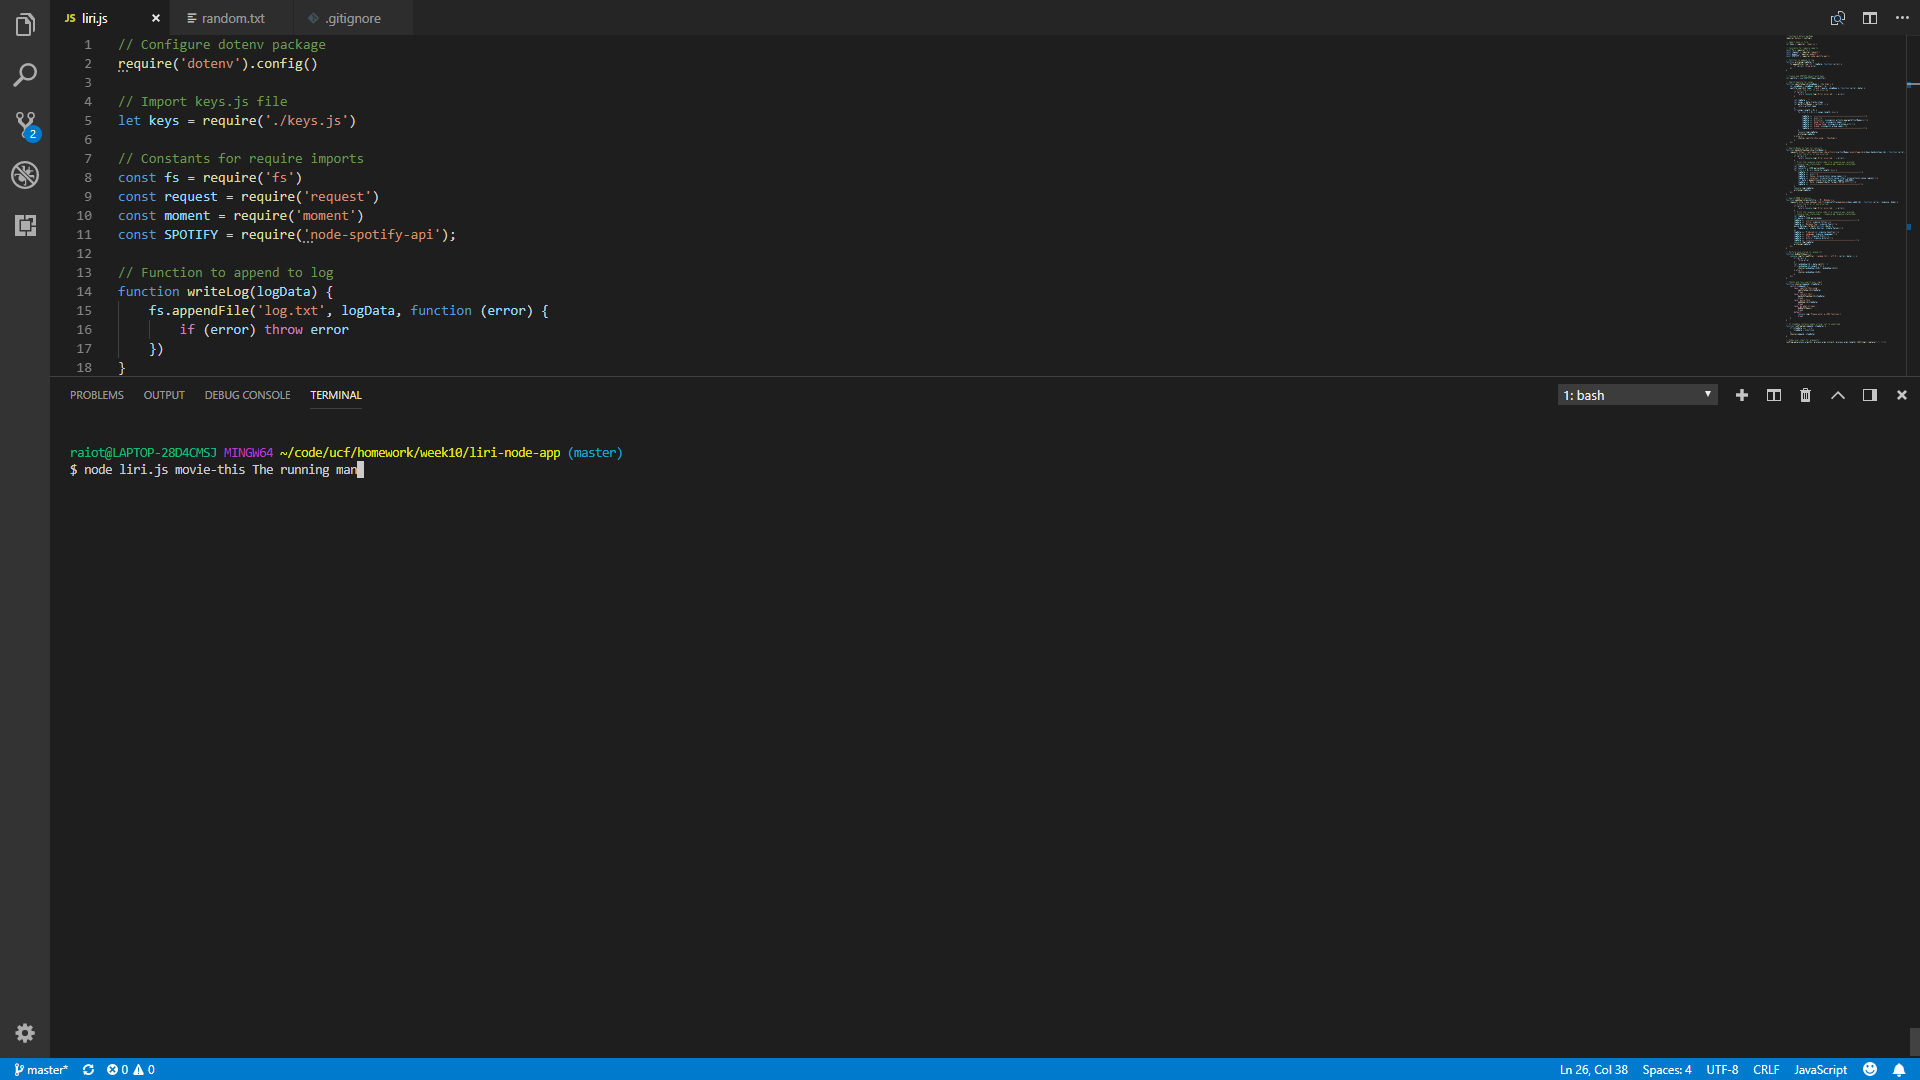 JS liri.js × random.txt .gitignore
1 // Configure dotenv package
2 require('dotenv').config()
3
4 // Import keys.js file
5 let keys = require('./keys.js')
6
7 // Constants for require imports
8 const fs = require('fs')
9 const request = require('request')
10 const moment = require('moment')
11 const SPOTIFY = require('node-spotify-api');
12
13 // Function to append to log
14 function writeLog(logData) {
15 fs.appendFile('log.txt', logData, function (error) {
16 if (error) throw error
17 })
18 }
2
PROBLEMS OUTPUT DEBUG CONSOLE TERMINAL 1: bash
raiot@LAPTOP-28D4CMSJ MINGW64 ~/code/ucf/homework/week10/liri-node-app (master)
$ node liri.js movie-this The running man
master* 0 0 Ln 26, Col 38 Spaces: 4 UTF-8 CRLF JavaScript